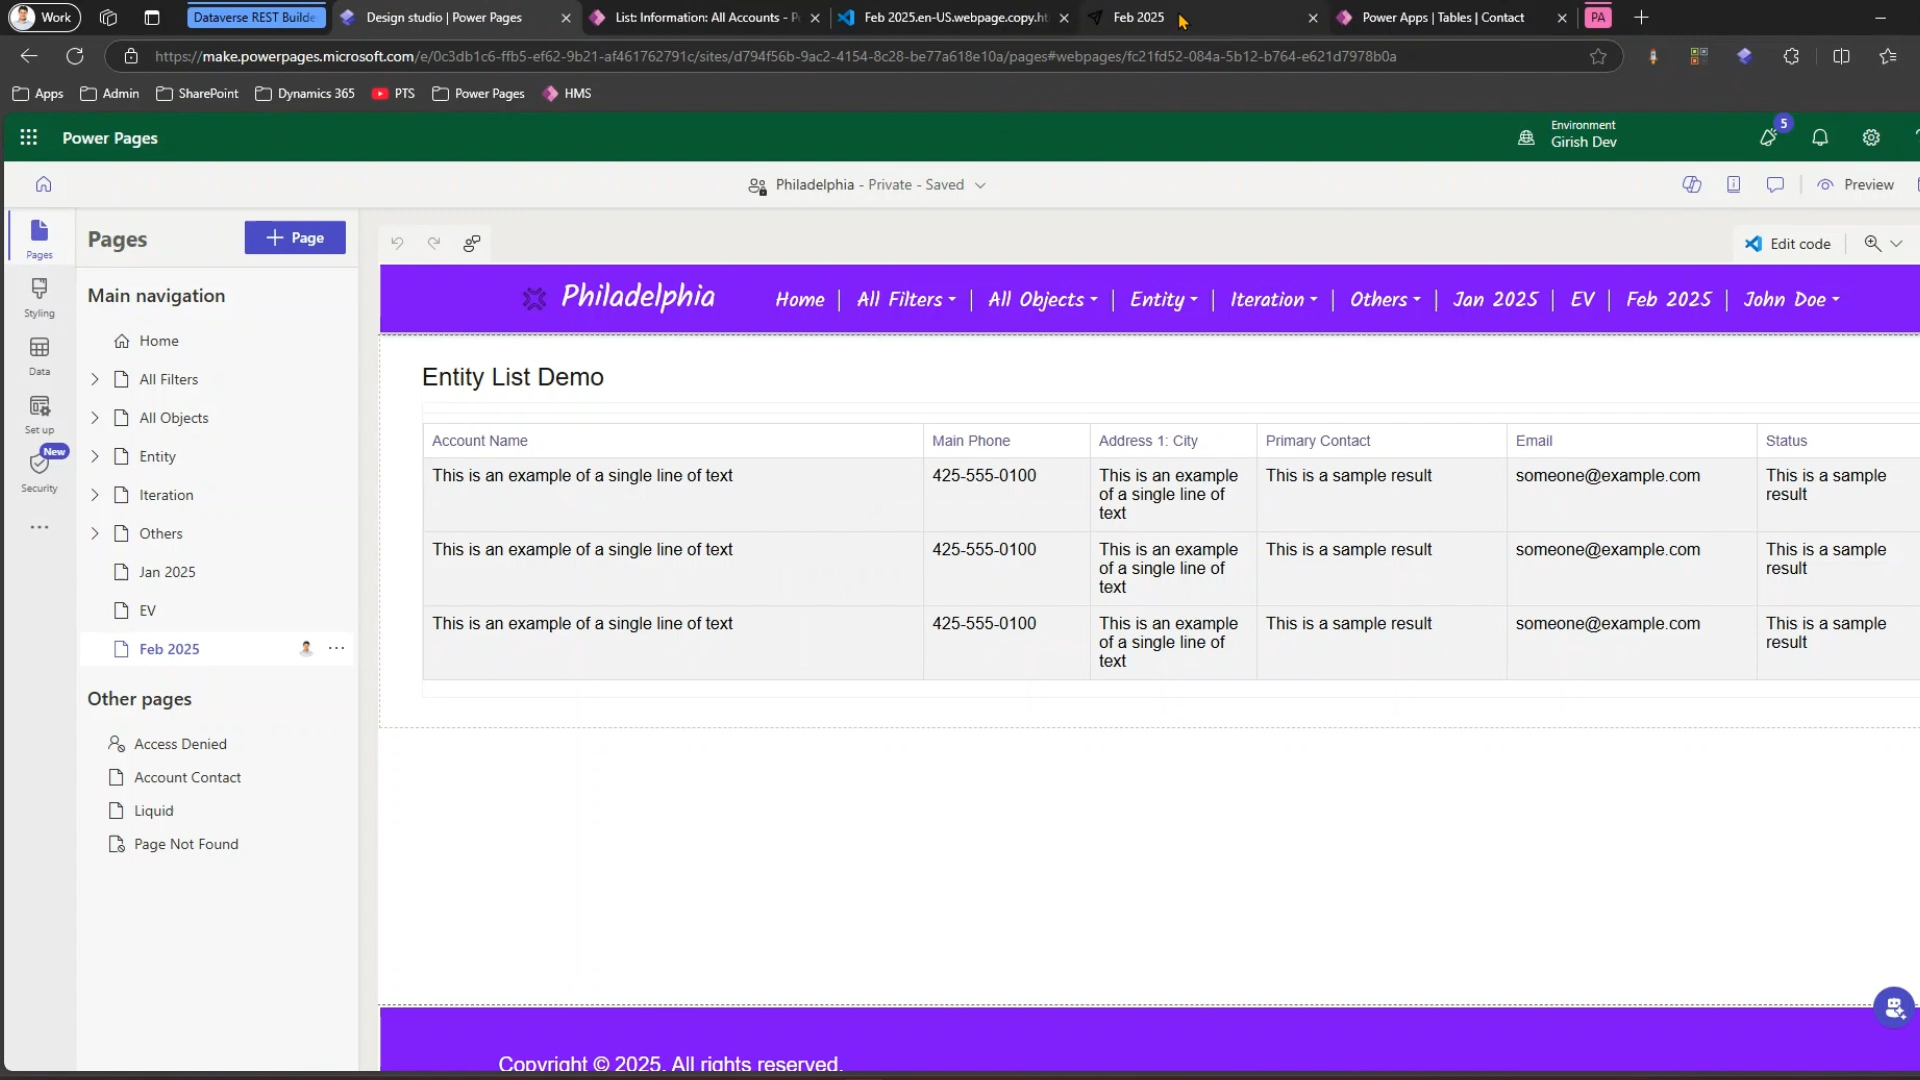 Work
Dataverse REST Builde
Design studio | Power Pages
List: Information: All Accounts - P
Feb 2025.en-US.webpage.copy.ht
Feb 2025
Power Apps | Tables | Contact
PA
https://make.powerpages.microsoft.com/e/0c3db1c6-ffb5-ef62-9b21-af461762791c/sites/d794f56b-9ac2-4154-8c28-be77a618e10a/pages#webpages/fc21fd52-084a-5b12-b764-e621d7978b0a
Apps
Admin
SharePoint
Dynamics 365
PTS
Power Pages
HMS
Power Pages
Environment
Girish Dev
5
Philadelphia - Private - Saved
Preview
Pages
Styling
Data
Set up
New
Security
Pages
+ Page
Main navigation
Home
All Filters
All Objects
Entity
Iteration
Others
Jan 2025
EV
Feb 2025
Other pages
Access Denied
Account Contact
Liquid
Page Not Found
Edit code
Philadelphia
Home | All Filters | All Objects | Entity | Iteration | Others | Jan 2025 | EV | Feb 2025 | John Doe
Entity List Demo
Account Name Main Phone Address 1: City Primary Contact Email Status
This is an example of a single line of text 425-555-0100 This is an example This is a sample result someone@example.com This is a sample
of a single line of result
text
This is an example of a single line of text 425-555-0100 This is an example This is a sample result someone@example.com This is a sample
of a single line of result
text
This is an example of a single line of text 425-555-0100 This is an example This is a sample result someone@example.com This is a sample
of a single line of result
text
Copyright © 2025. All rights reserved.